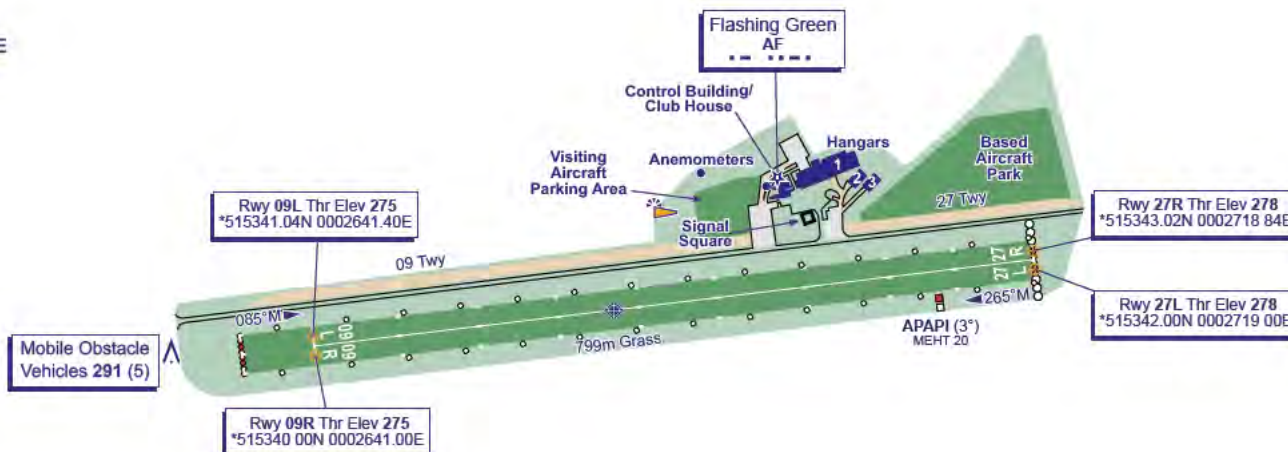 E
Flashing Green
AF
Control Building/
Club House
Hangars
Visiting
Aircraft
Parking Area
Anemometers
1
2
3
Based
Aircraft
Park
Rwy 09L Thr Elev 275
*515341.04N 0002641.40E
Signal
Square
27 Twy
Rwy 27R Thr Elev 278
*515343.02N 0002718 84E
09 Twy
27 27
L R
085°M
265°M
L
09 09
R
APAPI (3°)
MEHT 20
Rwy 27L Thr Elev 278
*515342.00N 0002719 00E
Mobile Obstacle
Vehicles 291 (5)
799m Grass
Rwy 09R Thr Elev 275
*515340 00N 0002641.00E